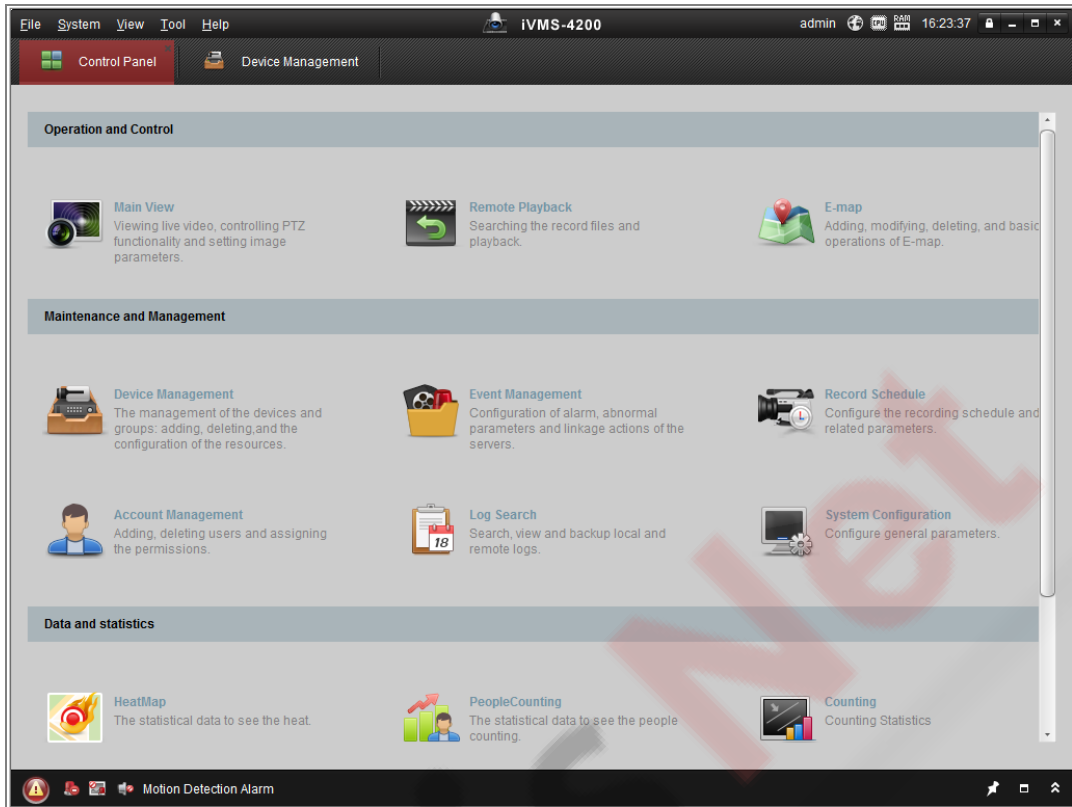 File System View Tool Help iVMS-4200 admin CPU RAM 16:23:37
Control Panel Device Management
Operation and Control
Main View
Viewing live video, controlling PTZ
functionality and setting image
parameters.
Remote Playback
Searching the record files and
playback.
E-map
Adding, modifying, deleting, and basic
operations of E-map.
Maintenance and Management
Device Management
The management of the devices and
groups: adding, deleting,and the
configuration of the resources.
Event Management
Configuration of alarm, abnormal
parameters and linkage actions of the
servers.
Record Schedule
Configure the recording schedule and
related parameters.
Account Management
Adding, deleting users and assigning
the permissions.
18
Log Search
Search, view and backup local and
remote logs.
System Configuration
Configure general parameters.
Data and statistics
HeatMap
The statistical data to see the heat.
PeopleCounting
The statistical data to see the people
counting.
Counting
Counting Statistics
Motion Detection Alarm
sNet